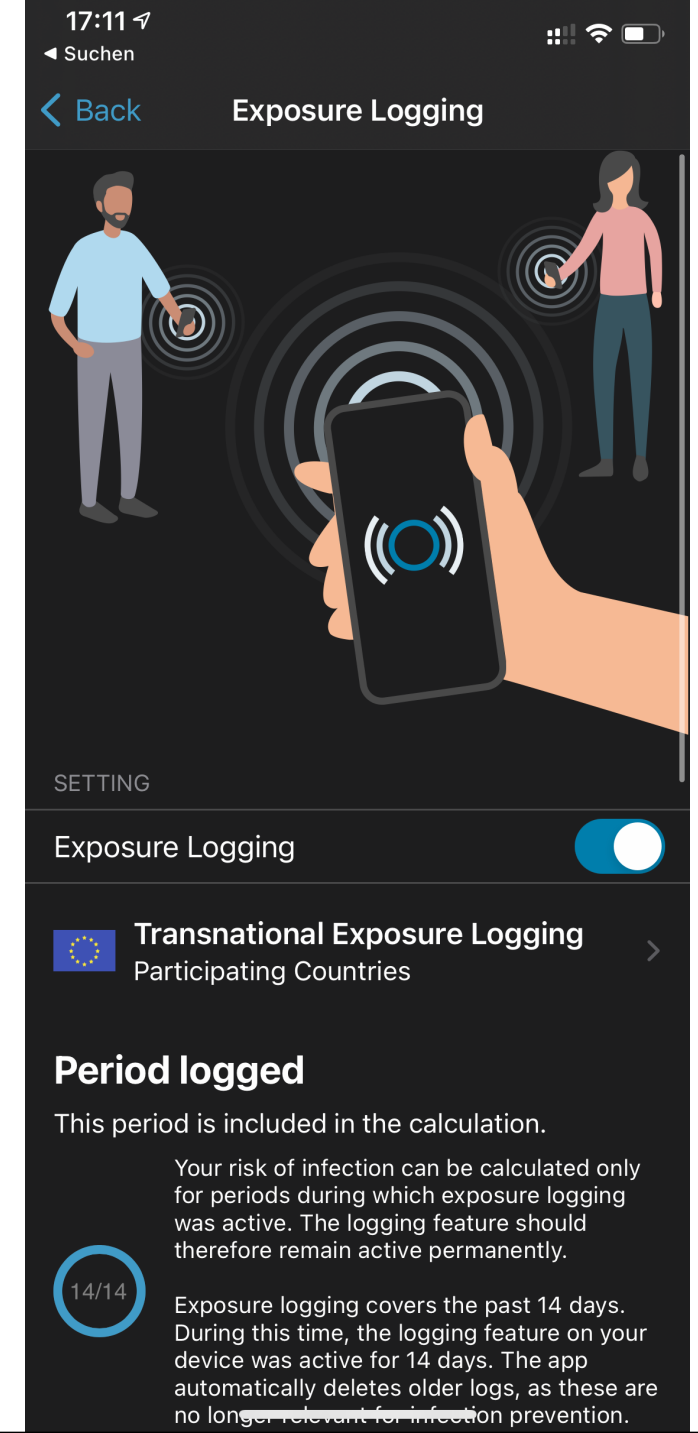 17:11
Suchen
Back
Exposure Logging
SETTING
Exposure Logging
Transnational Exposure Logging
Participating Countries
Period logged
This period is included in the calculation.
Your risk of infection can be calculated only
for periods during which exposure logging
was active. The logging feature should
therefore remain active permanently.
14/14
Exposure logging covers the past 14 days.
During this time, the logging feature on your
device was active for 14 days. The app
automatically deletes older logs, as these are
no longer relevant for infection prevention.